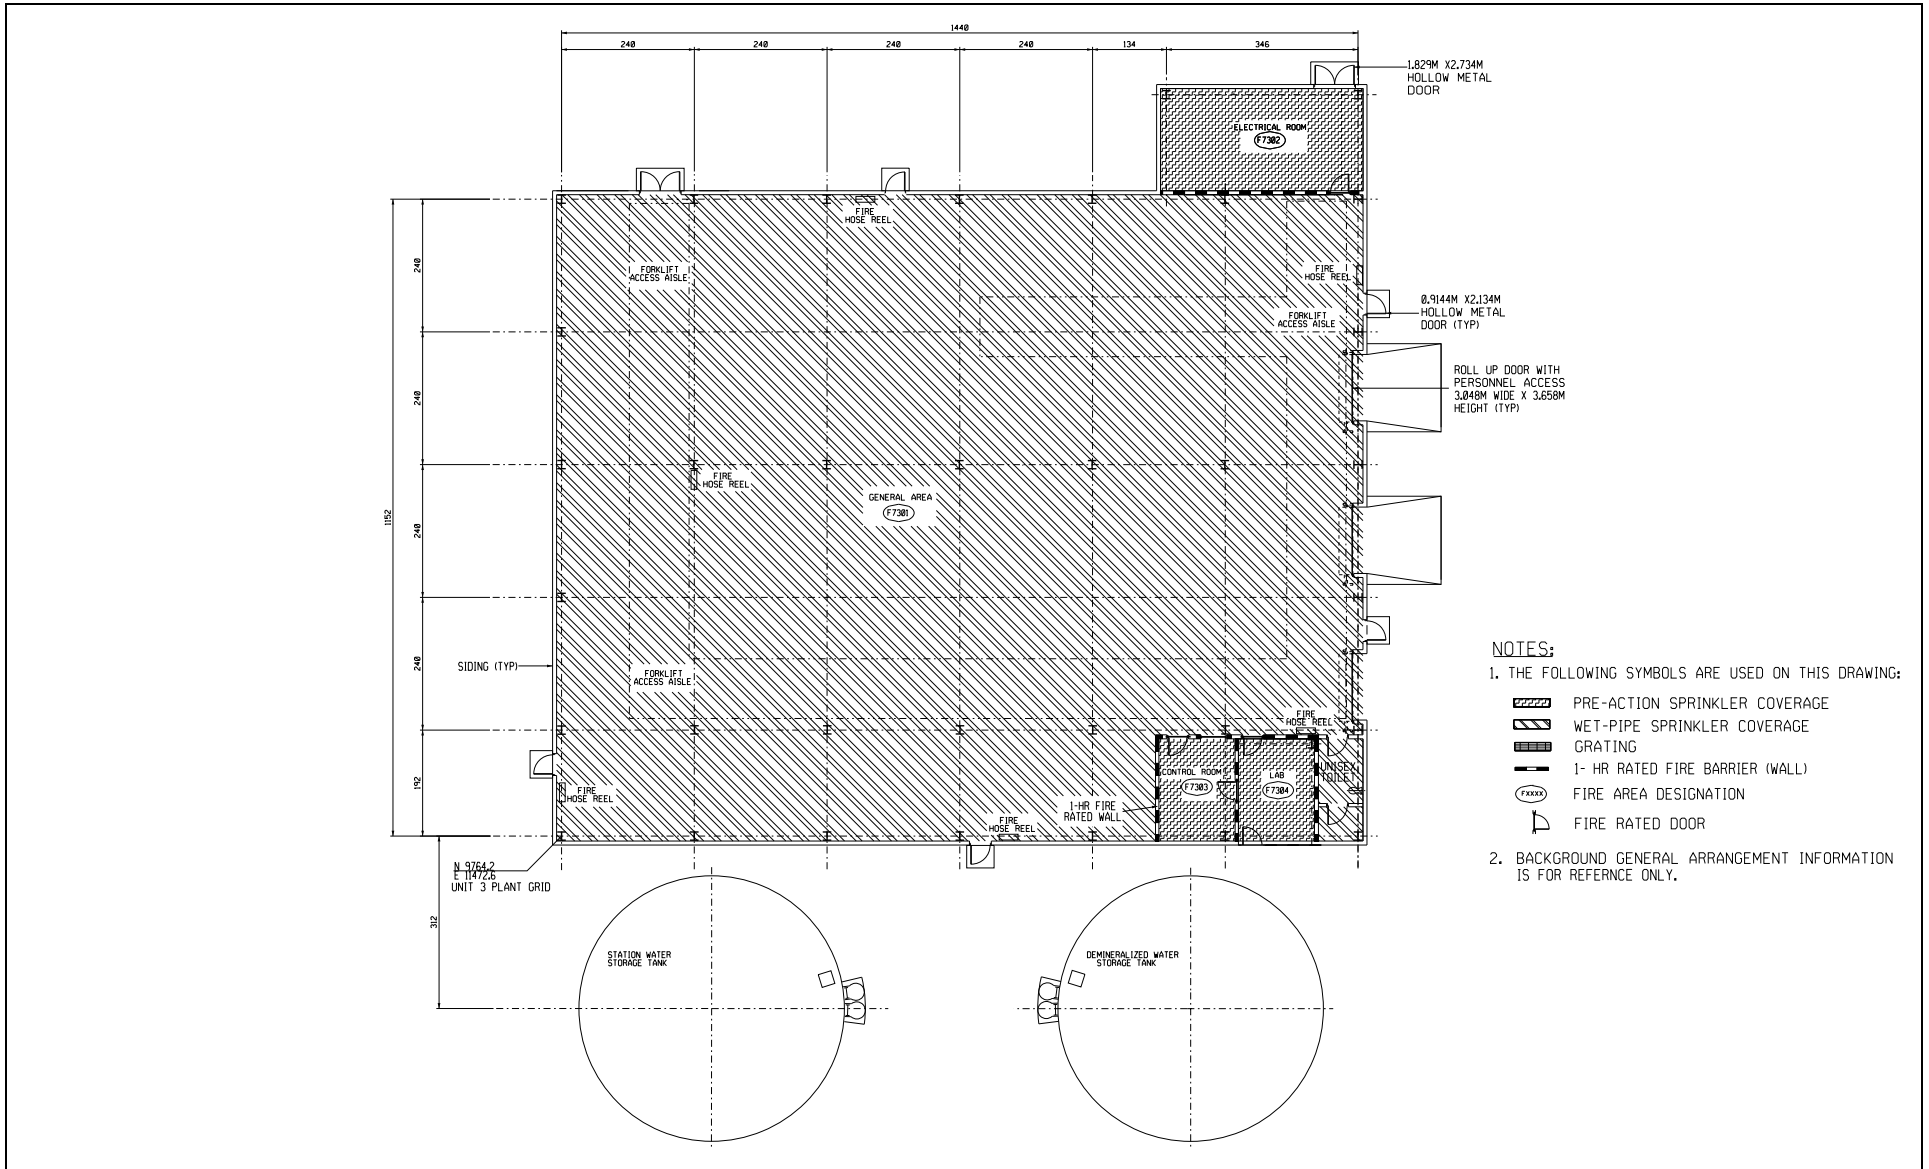 1440
240
240
240
240
134
346
1.829M X2.734M
HOLLOW METAL
DOOR
ELECTRICAL ROOM
F7302
FIRE
HOSE REEL
240
FORKLIFT
ACCESS AISLE
FIRE
HOSE REEL
0.9144M X2.134M
HOLLOW METAL
DOOR (TYP)
FORKLIFT
ACCESS AISLE
240
ROLL UP DOOR WITH
PERSONNEL ACCESS
3.048M WIDE X 3.658M
HEIGHT (TYP)
FIRE
HOSE REEL
GENERAL AREA
F7301
1152
240
240
SIDING (TYP)
FORKLIFT
ACCESS AISLE
FIRE
HOSE REEL
192
CONTROL ROOM
F7303
LAB
F7304
UNISEX
TOILET
FIRE
HOSE REEL
1-HR FIRE
RATED WALL
FIRE
HOSE REEL
N 9764.2
E 11472.6
UNIT 3 PLANT GRID
312
STATION WATER
STORAGE TANK
DEMINERALIZED WATER
STORAGE TANK
NOTES:
1. THE FOLLOWING SYMBOLS ARE USED ON THIS DRAWING:
PRE-ACTION SPRINKLER COVERAGE
WET-PIPE SPRINKLER COVERAGE
GRATING
1- HR RATED FIRE BARRIER (WALL)
FXXXX FIRE AREA DESIGNATION
FIRE RATED DOOR
2. BACKGROUND GENERAL ARRANGEMENT INFORMATION
IS FOR REFERNCE ONLY.